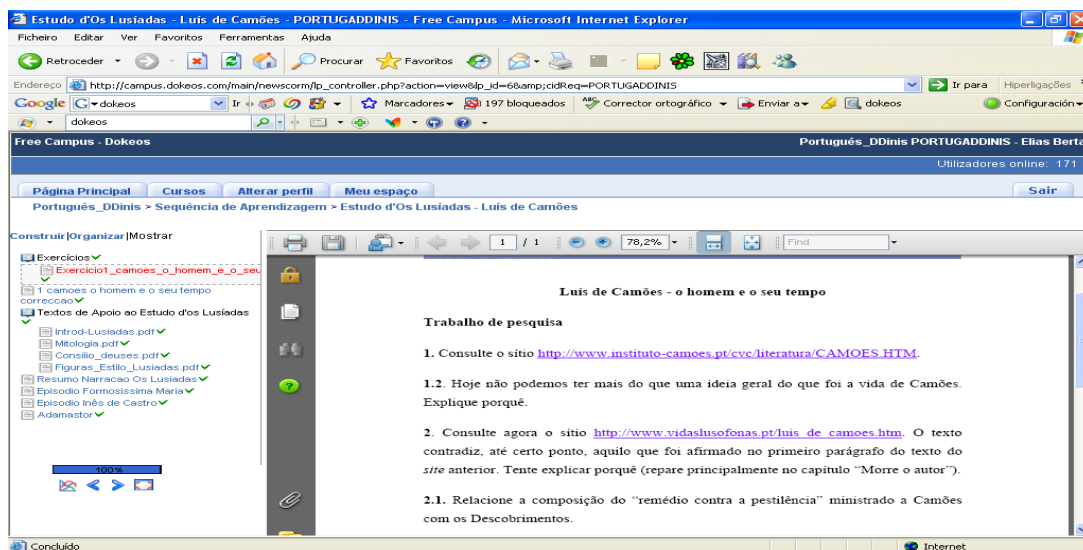 Estudo d'Os Lusíadas - Luís de Camões - PORTUGADDINIS - Free Campus - Microsoft Internet Explorer
Ficheiro Editar Ver Favoritos Ferramentas Ajuda
Retroceder Procurar Favoritos
Endereço http://campus.dokeos.com/main/newscorm/lp_controller.php?action=view&lp_id=6&amp;cidReq=PORTUGADDINIS Ir para Hiperligações
Google dokeos Ir Marcadores 197 bloqueados Corrector ortográfico Enviar a dokeos Configuración
dokeos
Free Campus - Dokeos Português_DDinis PORTUGADDINIS - Elias Berta
Utilizadores online: 171
Página Principal Cursos Alterar perfil Meu espaço Sair
Português_DDinis > Sequência de Aprendizagem > Estudo d'Os Lusíadas - Luís de Camões
Construir|Organizar|Mostrar
1 / 1 78,2% Find
Exercícios
Exercicio1_camoes_o_homem_e_o_seu
1 camoes o homem e o seu tempo
correccao
Textos de Apoio ao Estudo d'os Lusíadas
Introd-Lusiadas.pdf
Mitologia.pdf
Consilio_deuses.pdf
Figuras_Estilo_Lusiadas.pdf
Resumo Narracao Os Lusiadas
Episodio Formosissima Maria
Episodio Inês de Castro
Adamastor
100%
Luís de Camões - o homem e o seu tempo
Trabalho de pesquisa
1. Consulte o sítio http://www.instituto-camoes.pt/cvc/literatura/CAMOES.HTM.
1.2. Hoje não podemos ter mais do que uma ideia geral do que foi a vida de Camões.
Explique porquê.
2. Consulte agora o sítio http://www.vidaslusofonas.pt/luis_de_camoes.htm. O texto
contradiz, até certo ponto, aquilo que foi afirmado no primeiro parágrafo do texto do
site anterior. Tente explicar porquê (repare principalmente no capítulo “Morre o autor”).
2.1. Relacione a composição do “remédio contra a pestilência” ministrado a Camões
com os Descobrimentos.
Concluído Internet